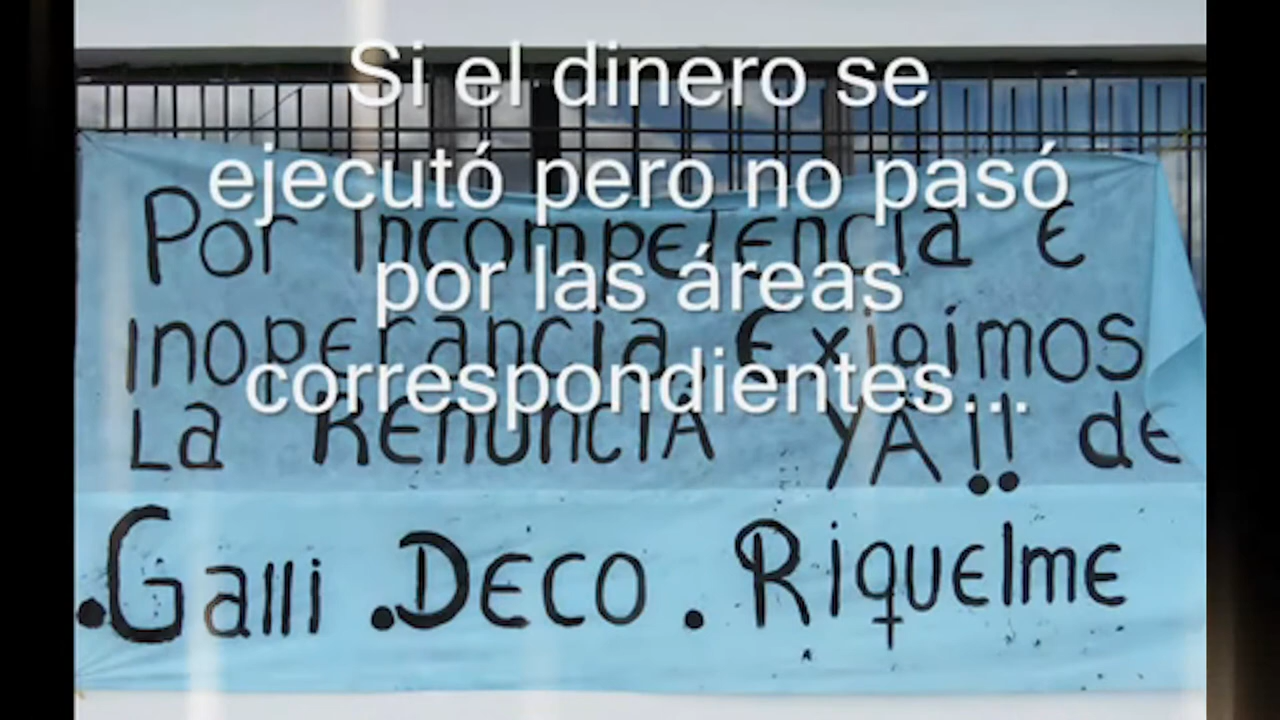 Si el dinero se
ejecutó pero no pasó
por las áreas
correspondientes...
Por Incompetencia E
INOPERANCIA, Exigimos
La RENUNCIA YA!! dE
.Galli .DECO . RiquElmE